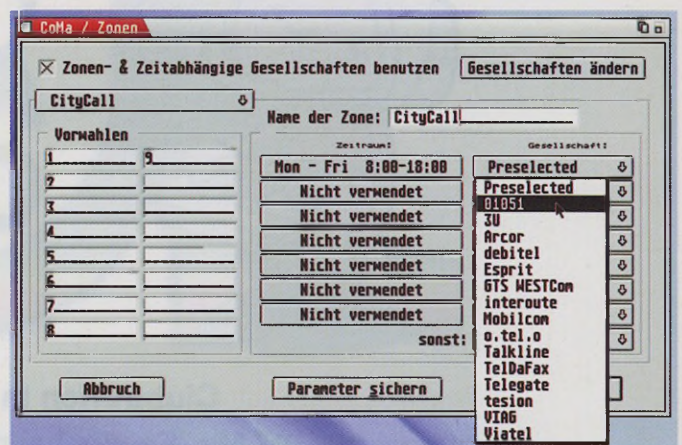 CoMa / Zonen
Zonen- & Zeitabhängige Gesellschaften benutzen
Gesellschaften ändern
CityCall
Name der Zone: CityCall
Vorwahlen
1 9
2
3
4
5
6
7
8
Zeitraum: Gesellschaft:
Mon - Fri 8:00-18:00 Preselected
Nicht verwendet
Nicht verwendet
Nicht verwendet
Nicht verwendet
Nicht verwendet
Nicht verwendet
sonst:
Preselected
01051
3U
Arcor
debitel
Esprit
GTS WESTCom
interoute
Mobilcom
o.tel.o
Talkline
TelDaFax
Telegate
tesion
VIAG
Viatel
Abbruch
Parameter sichern